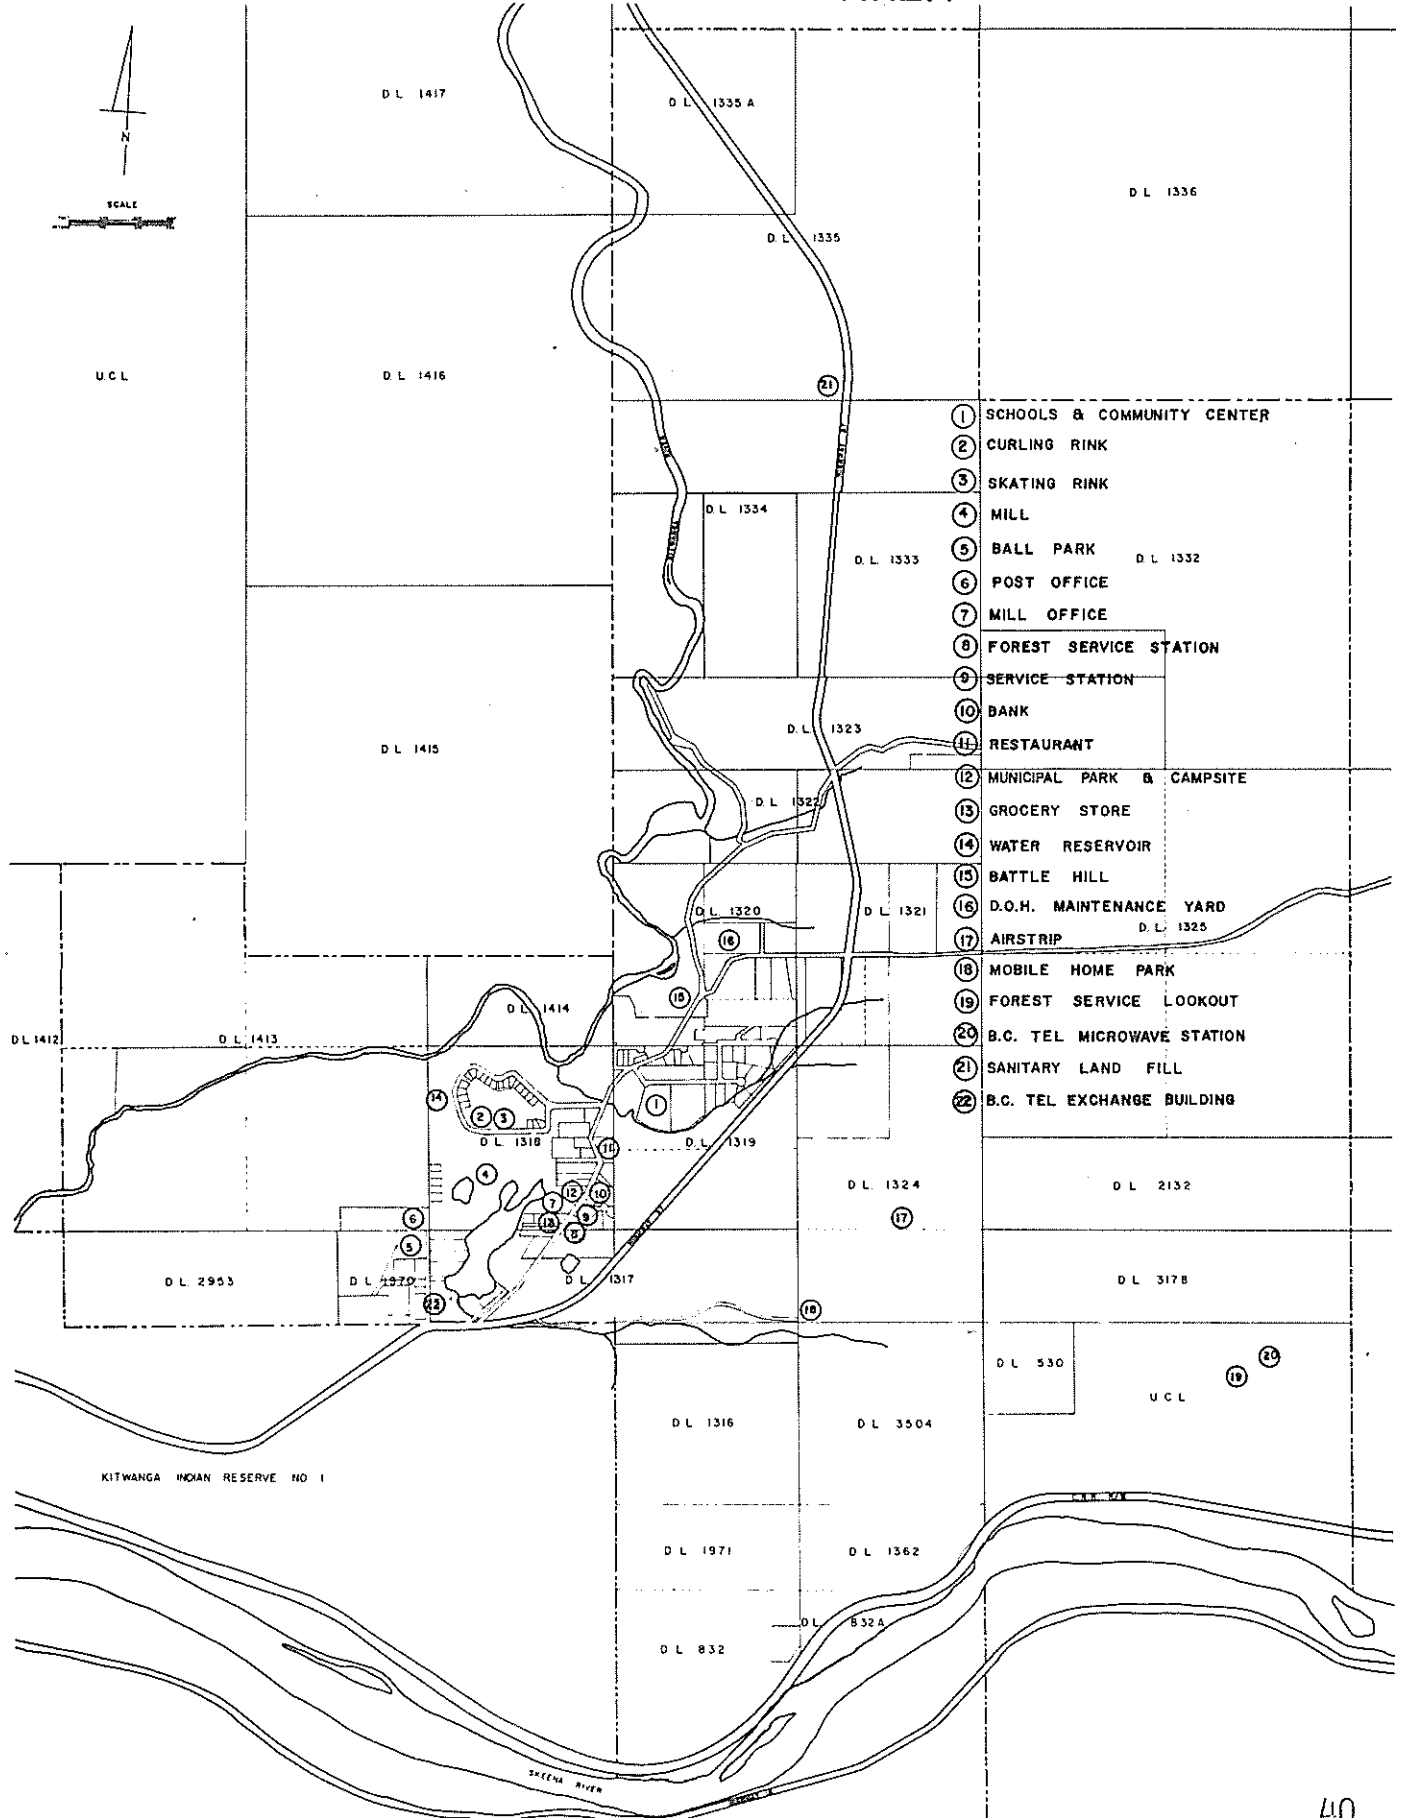 D L 1417
D L 1335 A
N
SCALE
D L 1336
D. L. 1335
U.C.L
D. L 1416
21
1 SCHOOLS & COMMUNITY CENTER
2 CURLING RINK
3 SKATING RINK
4 MILL
D. L 1334
5 BALL PARK
D. L. 1333
D L 1332
6 POST OFFICE
7 MILL OFFICE
8 FOREST SERVICE STATION
9 SERVICE STATION
10 BANK
D. L. 1323
11 RESTAURANT
D L 1415
12 MUNICIPAL PARK & CAMPSITE
D L 1322
13 GROCERY STORE
14 WATER RESERVOIR
15 BATTLE HILL
16 D.O.H. MAINTENANCE YARD
D L 1320
D L 1321
D. L. 1325
16
17 AIRSTRIP
18 MOBILE HOME PARK
15
19 FOREST SERVICE LOOKOUT
D L 1414
20 B.C. TEL MICROWAVE STATION
D L 1412
D L 1413
21 SANITARY LAND FILL
22 B.C. TEL EXCHANGE BUILDING
14
1
2
3
D L 1318
D. L. 1319
11
4
D L. 1324
D L 2132
12
10
7
6
9
17
13
8
5
D L. 2953
D L 1970
D L 1317
D L 3178
22
18
D L 530
20
19
U C L
D L 1316
D L 3504
KITWANGA INDIAN RESERVE NO 1
C.N.R. R/W
D L 1971
D L 1362
D L 832A
D L 832
SKEENA RIVER
40